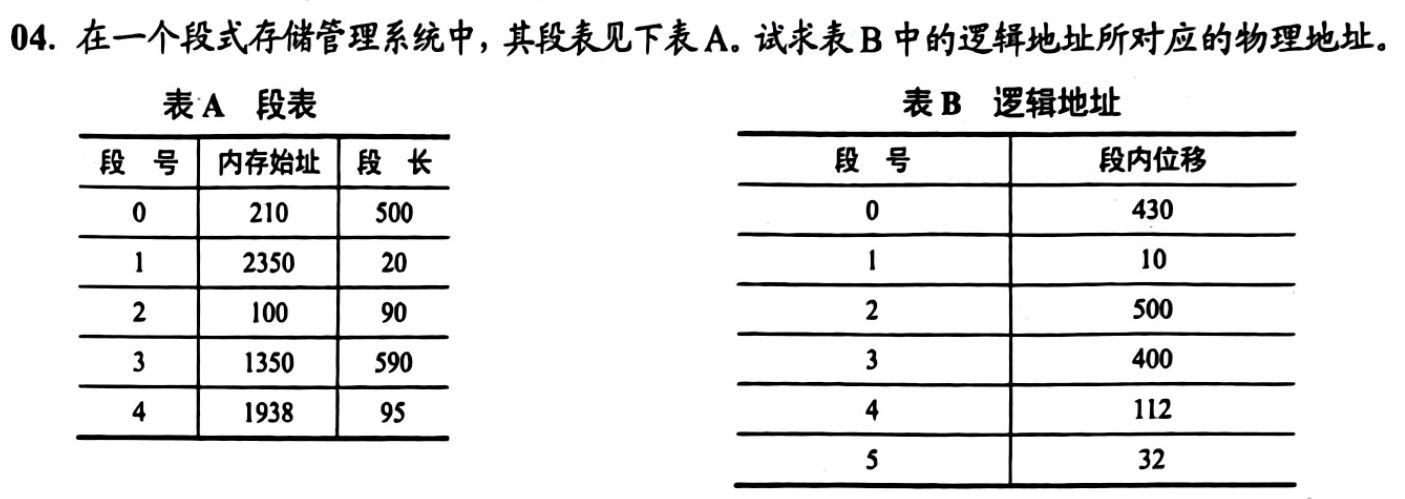 04. 在一个段式存储管理系统中，其段表见下表A。试求表B中的逻辑地址所对应的物理地址。
表A 段表
段 号 内存始址 段 长
0 210 500
1 2350 20
2 100 90
3 1350 590
4 1938 95
表B 逻辑地址
段 号 段内位移
0 430
1 10
2 500
3 400
4 112
5 32